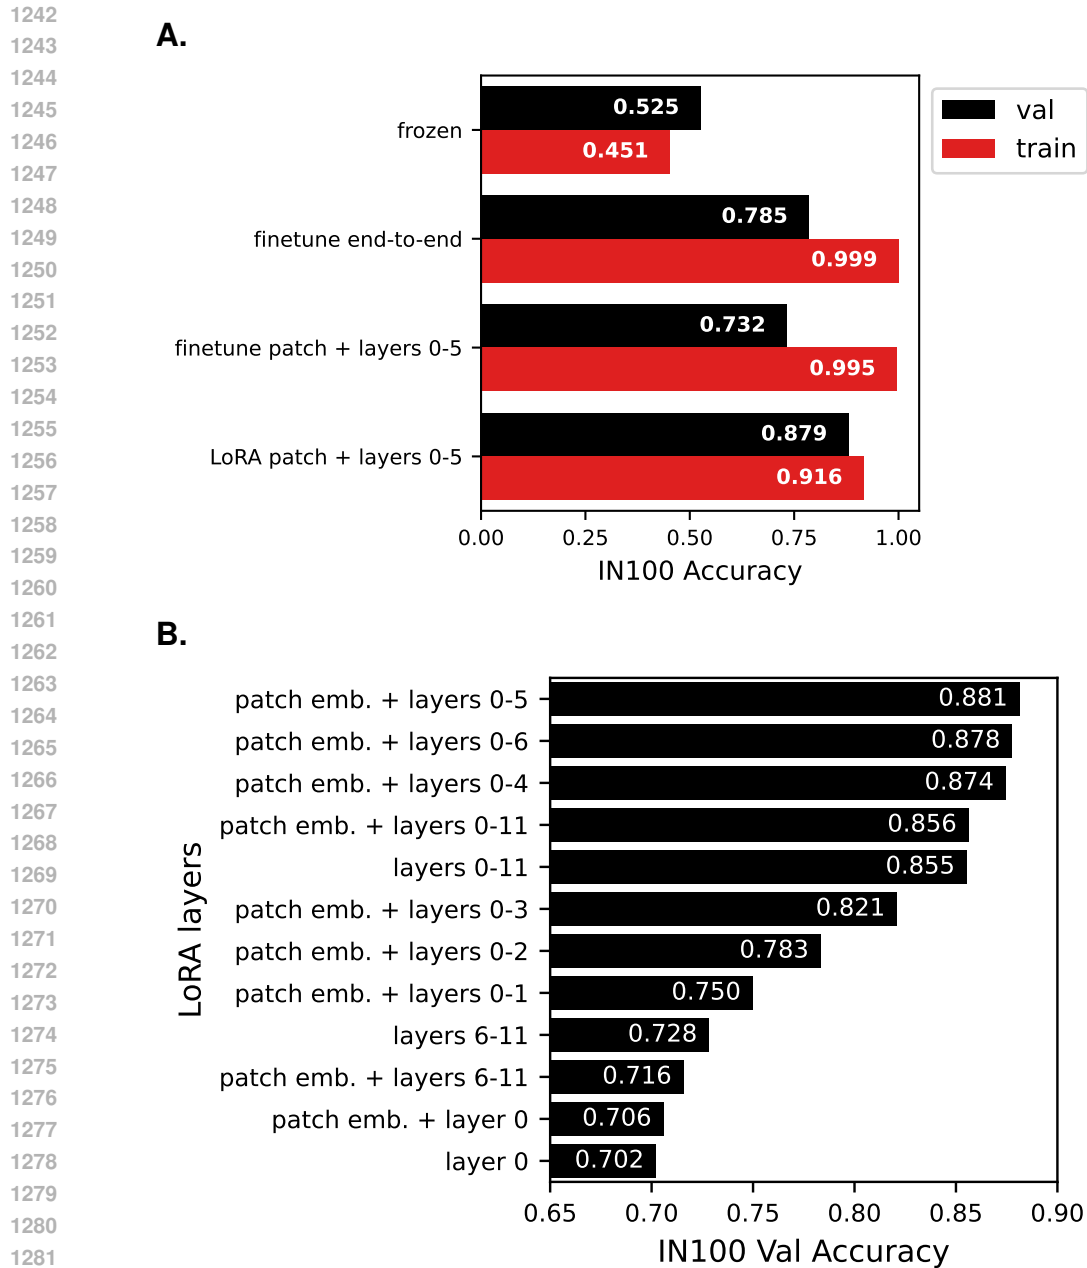 1242
1243
1244
1245
1246
1247
1248
1249
1250
1251
1252
1253
1254
1255
1256
1257
1258
1259
1260
1261
1262
1263
1264
1265
1266
1267
1268
1269
1270
1271
1272
1273
1274
1275
1276
1277
1278
1279
1280
1281
A.
val
train
frozen
0.525
0.451
finetune end-to-end
0.785
0.999
finetune patch + layers 0-5
0.732
0.995
LoRA patch + layers 0-5
0.879
0.916
0.00 0.25 0.50 0.75 1.00
IN100 Accuracy
B.
LoRA layers
patch emb. + layers 0-5 0.881
patch emb. + layers 0-6 0.878
patch emb. + layers 0-4 0.874
patch emb. + layers 0-11 0.856
layers 0-11 0.855
patch emb. + layers 0-3 0.821
patch emb. + layers 0-2 0.783
patch emb. + layers 0-1 0.750
layers 6-11 0.728
patch emb. + layers 6-11 0.716
patch emb. + layer 0 0.706
layer 0 0.702
0.65 0.70 0.75 0.80 0.85 0.90
IN100 Val Accuracy